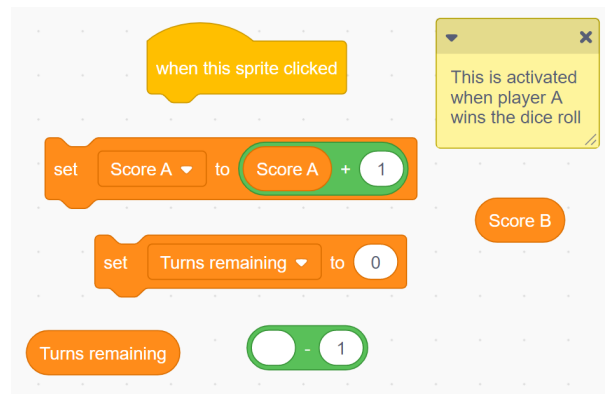 when this sprite clicked
This is activated
when player A
wins the dice roll
set Score A to Score A + 1
Score B
set Turns remaining to 0
Turns remaining
- 1